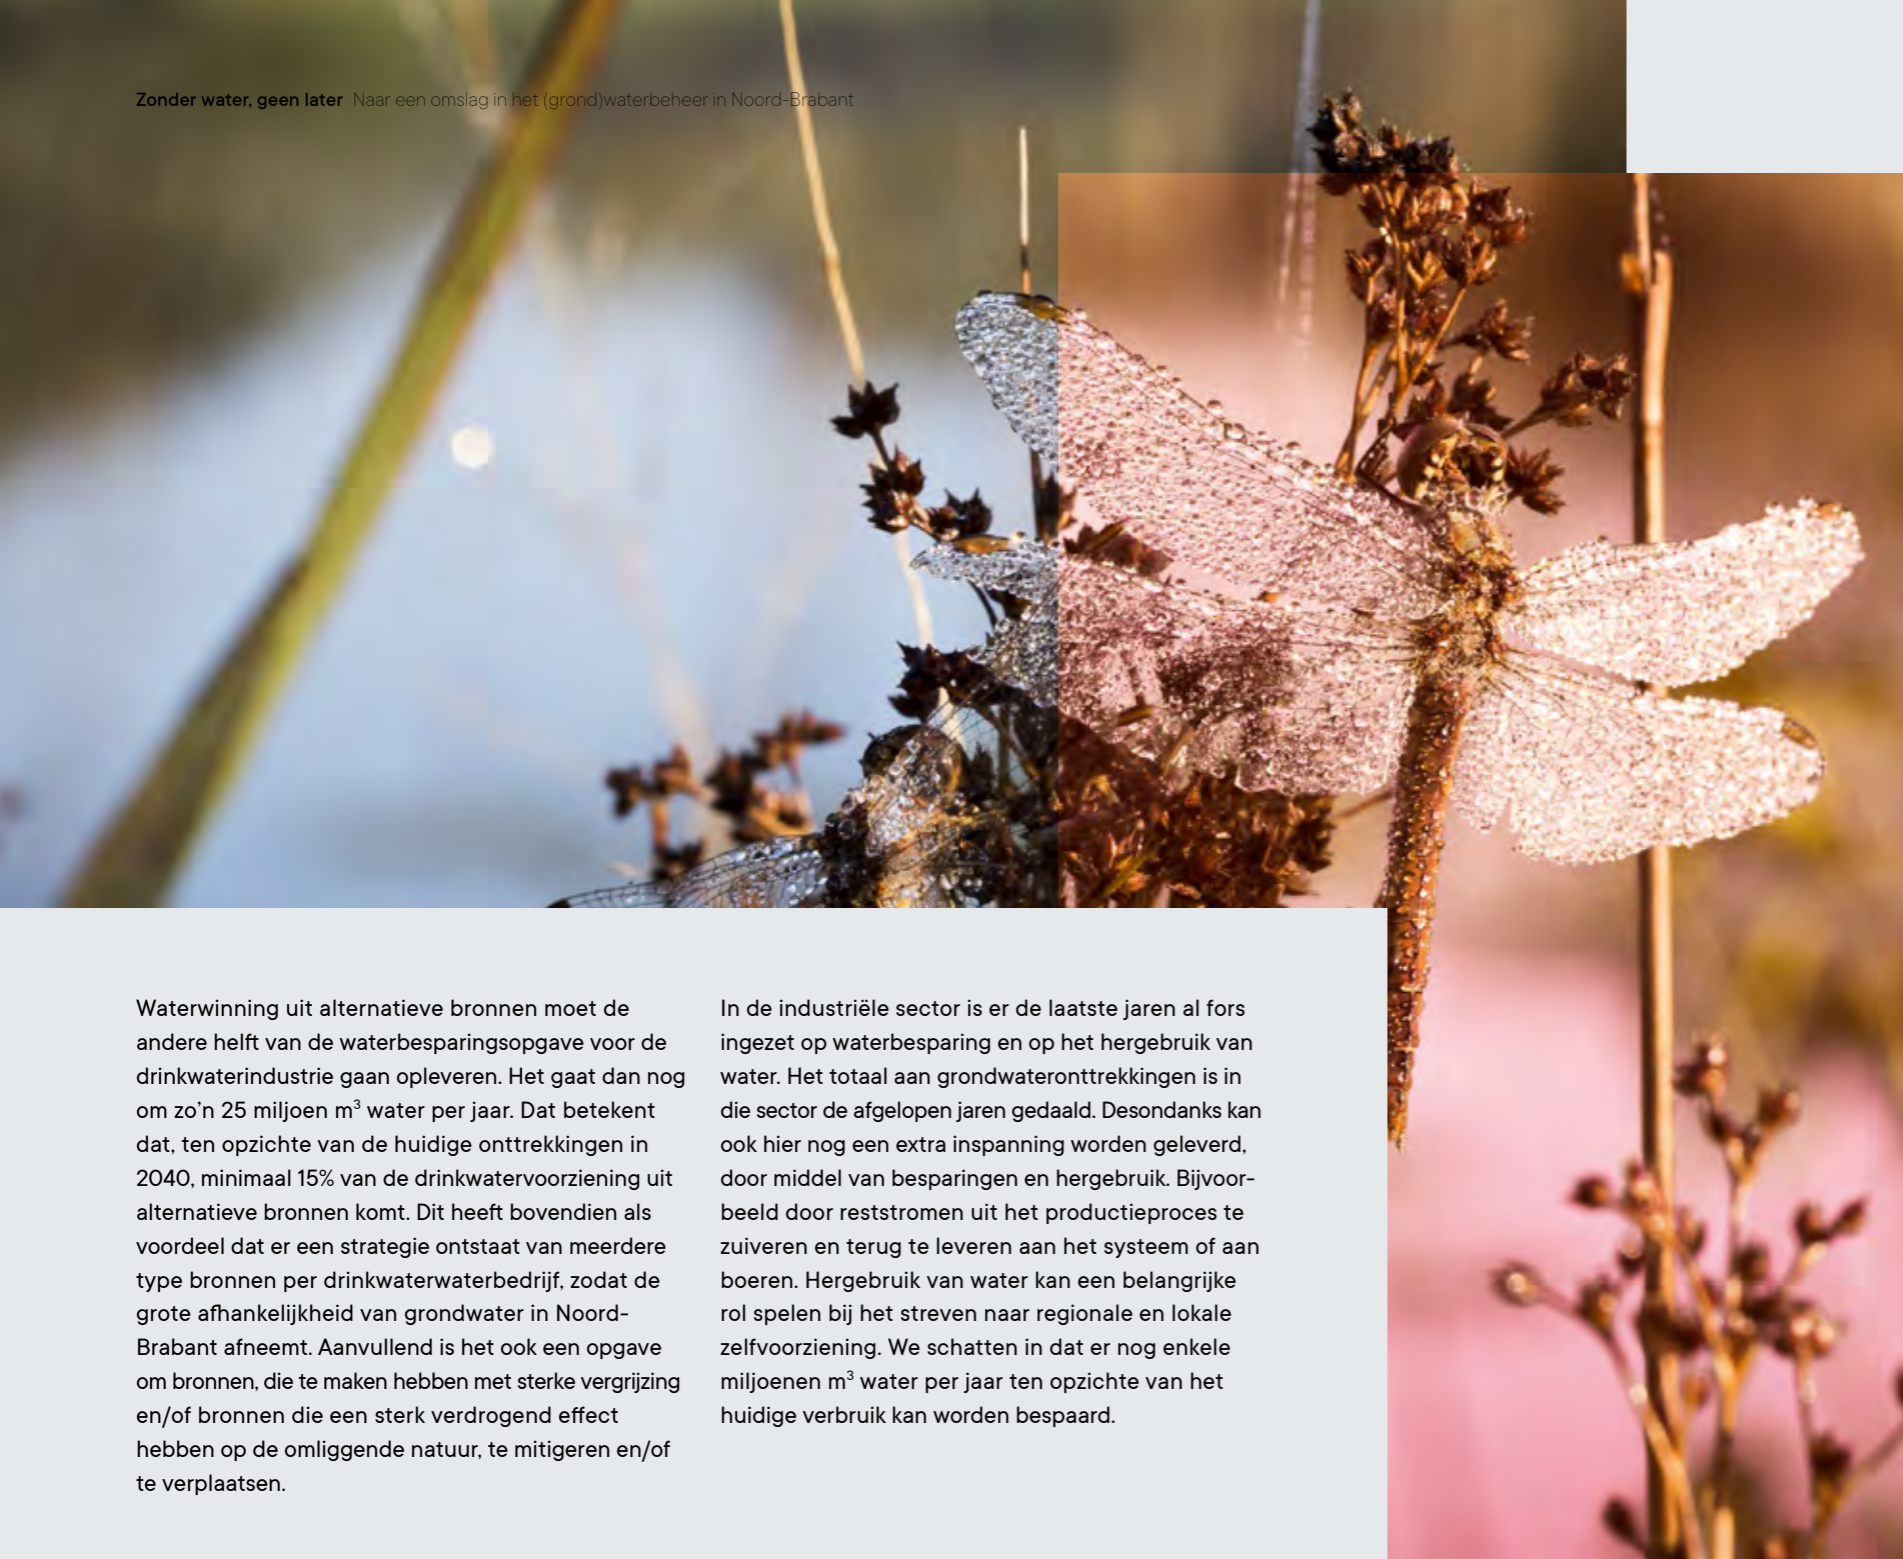 Zonder water, geen later Naar een omslag in het (grond)waterbeheer in Noord-Brabant
Waterwinning uit alternatieve bronnen moet de
andere helft van de waterbesparingsopgave voor de
drinkwaterindustrie gaan opleveren. Het gaat dan nog
om zo’n 25 miljoen m³ water per jaar. Dat betekent
dat, ten opzichte van de huidige onttrekkingen in
2040, minimaal 15% van de drinkwatervoorziening uit
alternatieve bronnen komt. Dit heeft bovendien als
voordeel dat er een strategie ontstaat van meerdere
type bronnen per drinkwaterwaterbedrijf, zodat de
grote afhankelijkheid van grondwater in Noord-
Brabant afneemt. Aanvullend is het ook een opgave
om bronnen, die te maken hebben met sterke vergrijzing
en/of bronnen die een sterk verdrogend effect
hebben op de omliggende natuur, te mitigeren en/of
te verplaatsen.
In de industriële sector is er de laatste jaren al fors
ingezet op waterbesparing en op het hergebruik van
water. Het totaal aan grondwateronttrekkingen is in
die sector de afgelopen jaren gedaald. Desondanks kan
ook hier nog een extra inspanning worden geleverd,
door middel van besparingen en hergebruik. Bijvoor-
beeld door reststromen uit het productieproces te
zuiveren en terug te leveren aan het systeem of aan
boeren. Hergebruik van water kan een belangrijke
rol spelen bij het streven naar regionale en lokale
zelfvoorziening. We schatten in dat er nog enkele
miljoenen m³ water per jaar ten opzichte van het
huidige verbruik kan worden bespaard.